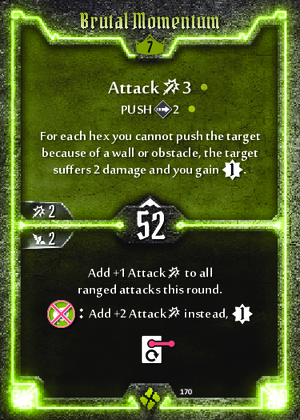 Brutal Momentum
7
Attack 3
PUSH 2
For each hex you cannot push the target
because of a wall or obstacle, the target
suffers 2 damage and you gain 1.
2
52
2
Add +1 Attack to all
ranged attacks this round.
: Add +2 Attack instead, 1
170